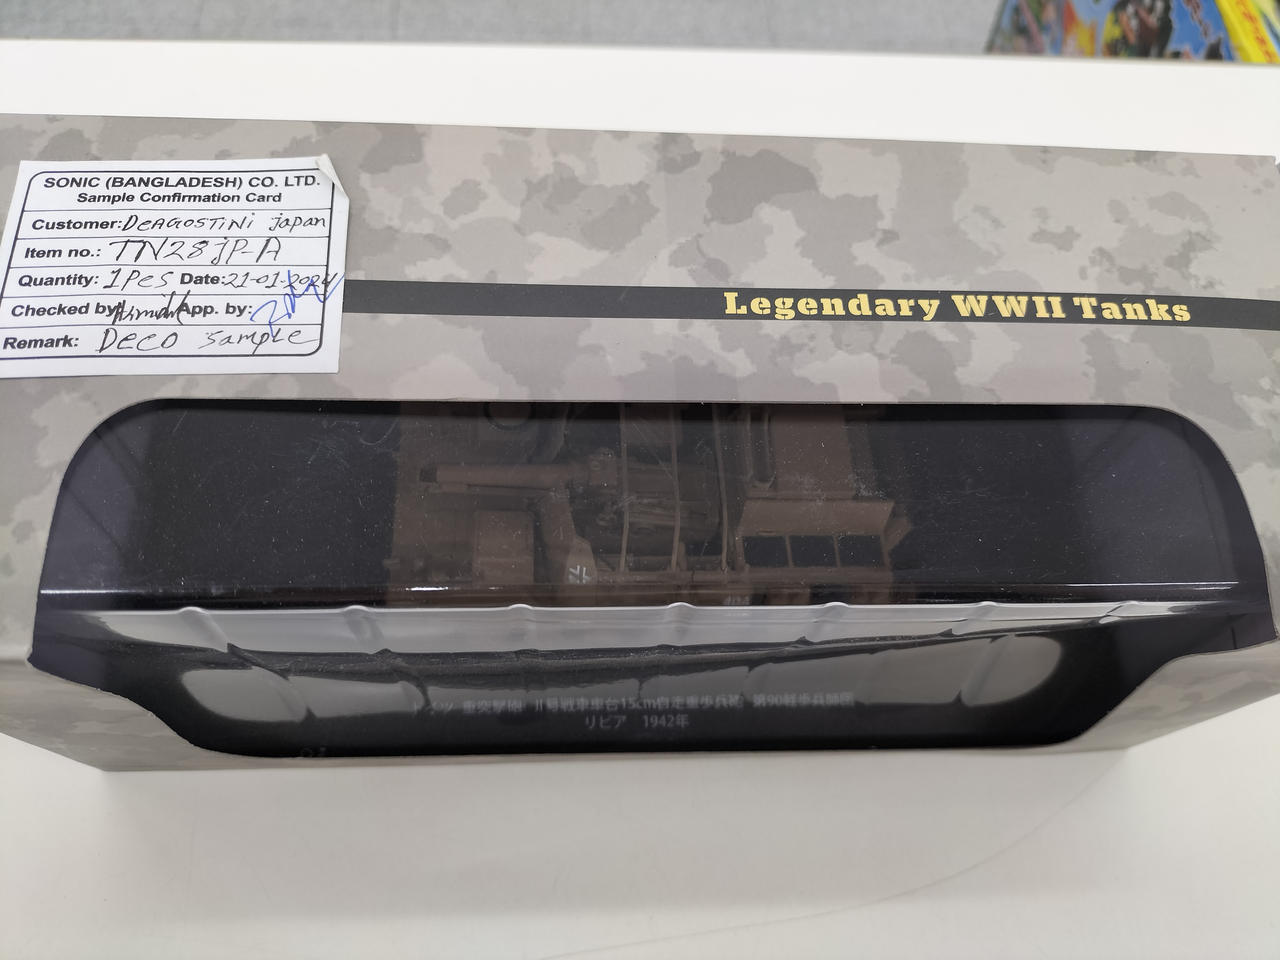 SONIC (BANGLADESH) CO. LTD.
Sample Confirmation Card
Customer: DeAGOSTiNi japan
Item no.: TN28jP-A
Quantity: 1Pcs Date: 21-01-2024
Checked by App. by:
Remark: Deco sample
Legendary WWII Tanks
ドイツ 重突撃砲 II号戦車車台15cm自走重歩兵砲 第90軽歩兵師団
リビア 1942年